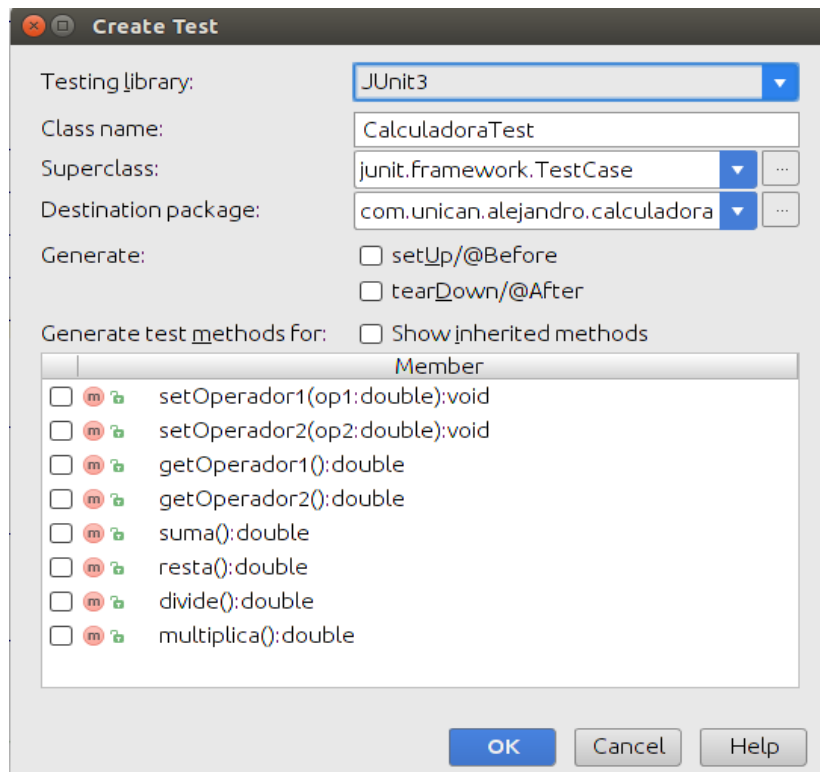 Create Test
Testing library: JUnit3
Class name: CalculadoraTest
Superclass: junit.framework.TestCase ...
Destination package: com.unican.alejandro.calculadora ...
Generate: setUp/@Before
tearDown/@After
Generate test methods for: Show inherited methods
Member
m setOperador1(op1:double):void
m setOperador2(op2:double):void
m getOperador1():double
m getOperador2():double
m suma():double
m resta():double
m divide():double
m multiplica():double
OK Cancel Help